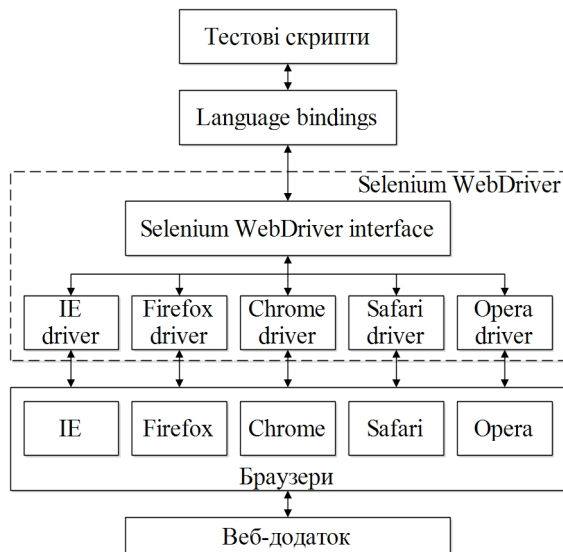 Тестові скрипти
Language bindings
Selenium WebDriver
Selenium WebDriver interface
IE driver
Firefox driver
Chrome driver
Safari driver
Opera driver
IE
Firefox
Chrome
Safari
Opera
Браузери
Веб-додаток